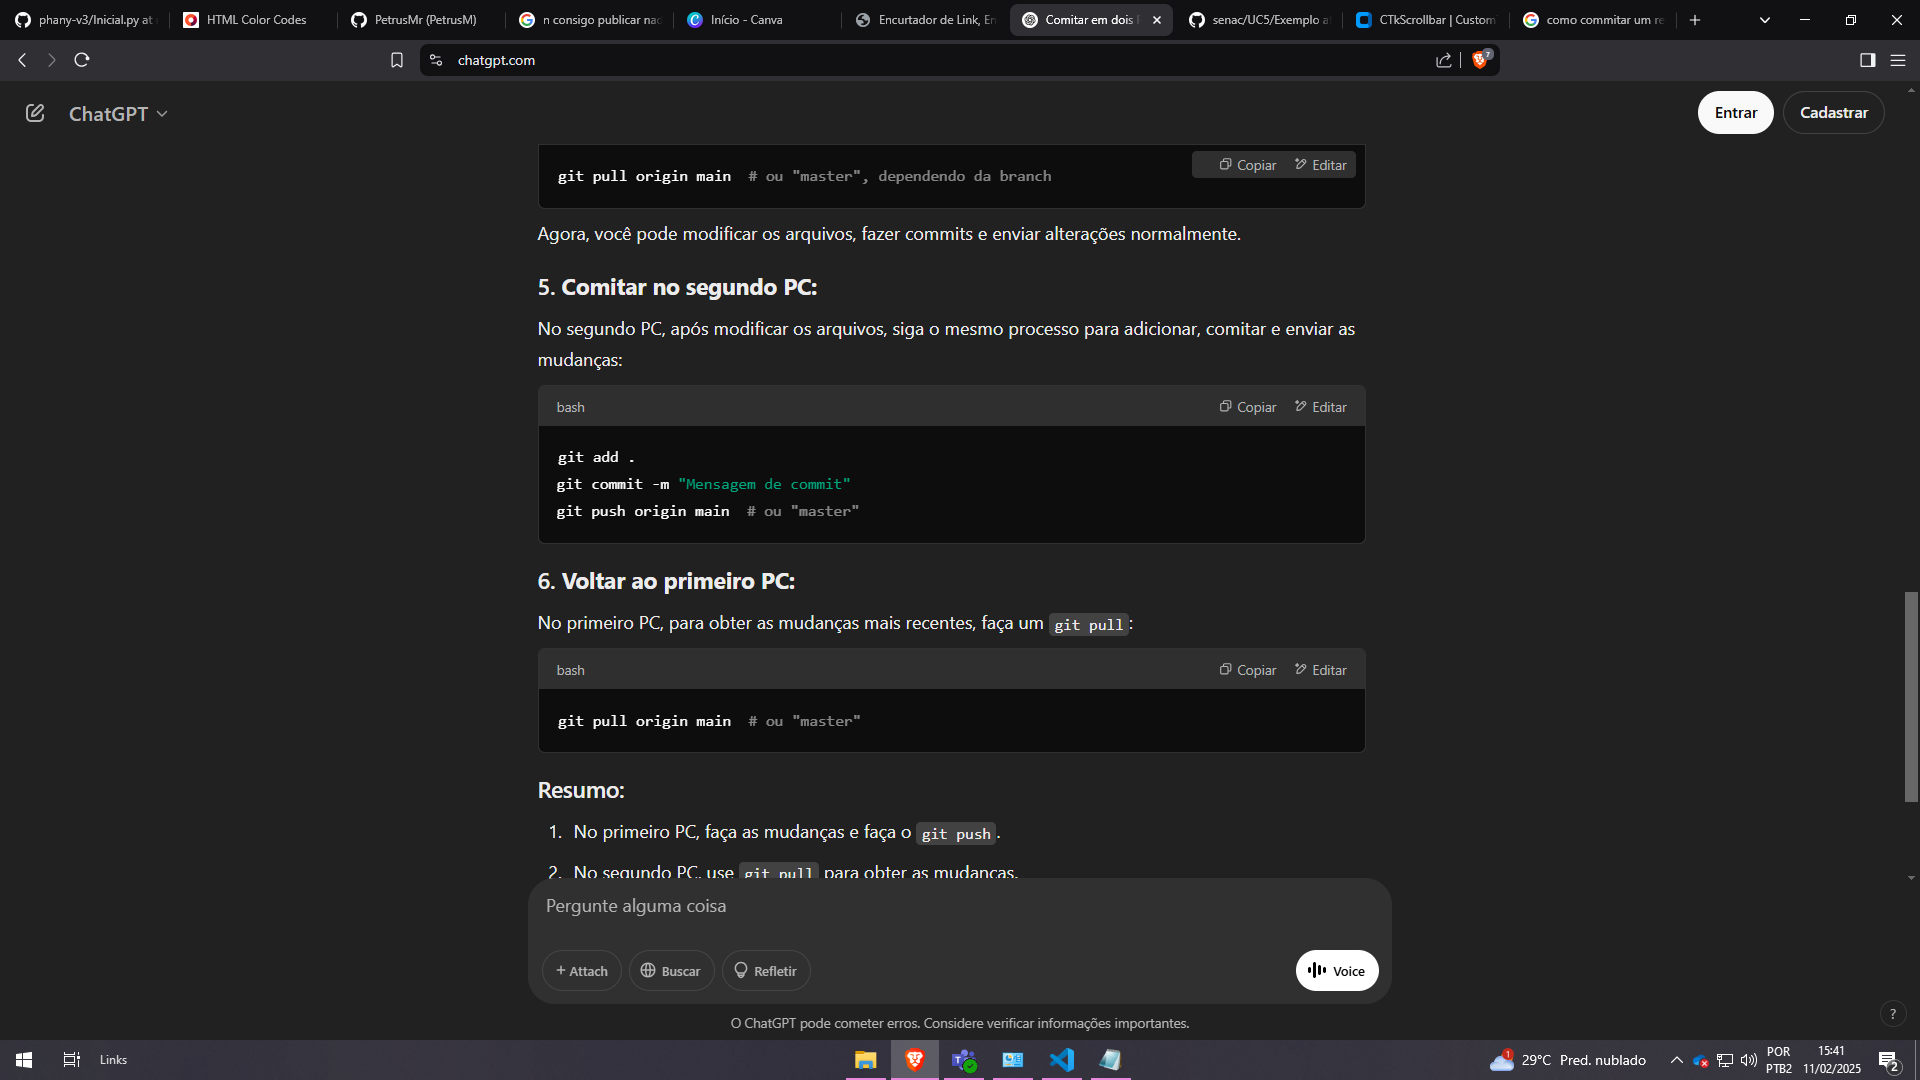 phany-v3/Inicial.py at
HTML Color Codes
PetrusMr (PetrusM)
n consigo publicar nad
Início - Canva
Encurtador de Link, En
Comitar em dois
senac/UC5/Exemplo a
CTkScrollbar | Custom
como commitar um re
chatgpt.com
7
ChatGPT
Entrar
Cadastrar
git pull origin main # ou "master", dependendo da branch
Copiar Editar
Agora, você pode modificar os arquivos, fazer commits e enviar alterações normalmente.
5. Comitar no segundo PC:
No segundo PC, após modificar os arquivos, siga o mesmo processo para adicionar, comitar e enviar as
mudanças:
bash
Copiar Editar
git add .
git commit -m "Mensagem de commit"
git push origin main # ou "master"
6. Voltar ao primeiro PC:
No primeiro PC, para obter as mudanças mais recentes, faça um git pull:
bash
Copiar Editar
git pull origin main # ou "master"
Resumo:
1. No primeiro PC, faça as mudanças e faça o git push.
2. No segundo PC, use git pull para obter as mudanças.
Pergunte alguma coisa
+ Attach
Buscar
Refletir
Voice
O ChatGPT pode cometer erros. Considere verificar informações importantes.
?
Links
1
29°C Pred. nublado
POR
PTB2
15:41
11/02/2025
2